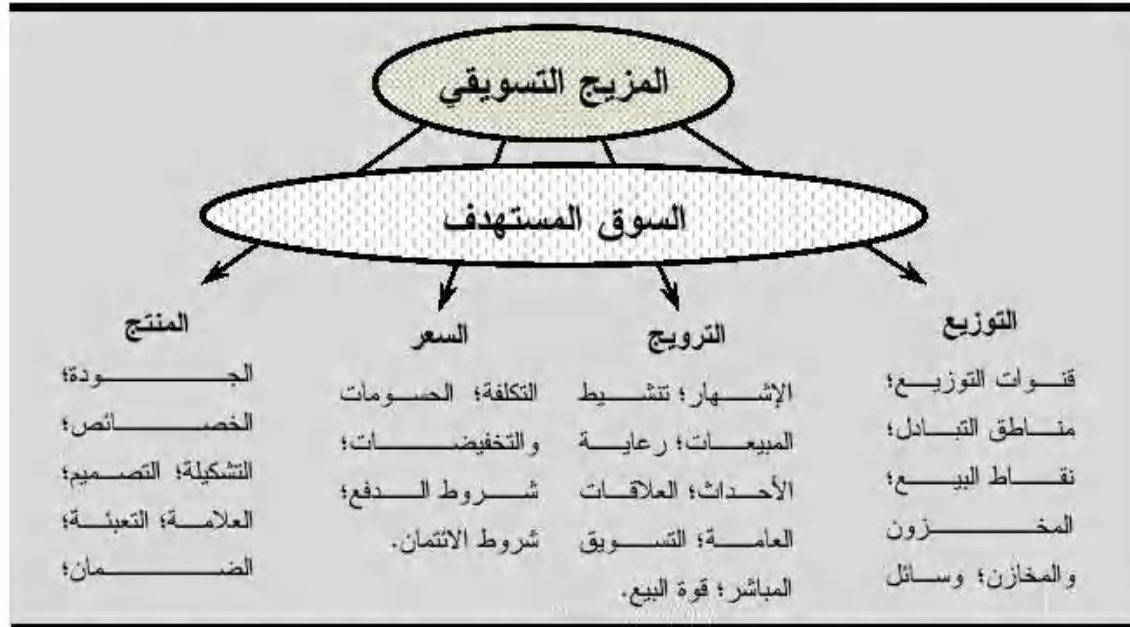 المزيج التسويقي
السوق المستهدف
التوزيع
قنوات التوزيع؛
مناطق التبادل؛
نقاط البيع؛
المخزون
والمخازن؛ وسائل
الترويج
الإشهار؛ تنشيط
المبيعات؛ رعاية
الأحداث؛ العلاقات
العامة؛ التسويق
المباشر؛ قوة البيع.
السعر
التكلفة؛ الحسومات
والتخفيضات؛
شروط الدفع؛
شروط الائتمان.
المنتج
الجودة؛
الخصائص؛
التشكيلة؛ التصميم؛
العلامة؛ التعبئة؛
الضمان؛